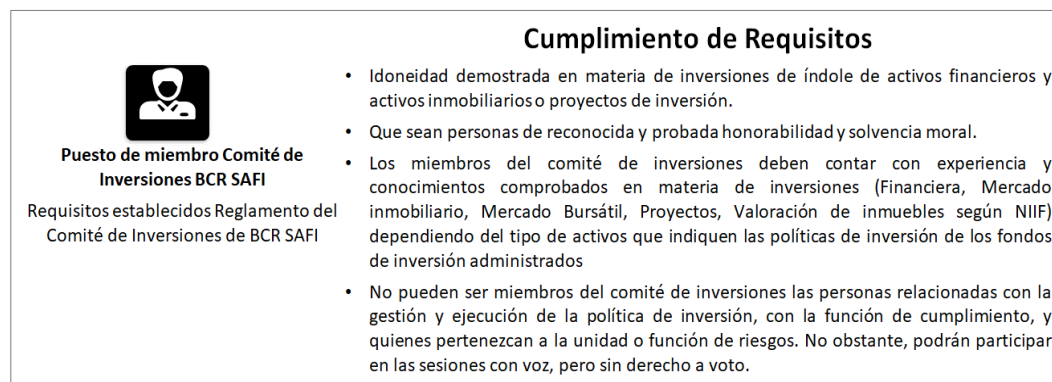 Cumplimiento de Requisitos
Puesto de miembro Comité de
Inversiones BCR SAFI
Requisitos establecidos Reglamento del
Comité de Inversiones de BCR SAFI
• Idoneidad demostrada en materia de inversiones de índole de activos financieros y
activos inmobiliarios o proyectos de inversión.
• Que sean personas de reconocida y probada honorabilidad y solvencia moral.
• Los miembros del comité de inversiones deben contar con experiencia y
conocimientos comprobados en materia de inversiones (Financiera, Mercado
inmobiliario, Mercado Bursátil, Proyectos, Valoración de inmuebles según NIIF)
dependiendo del tipo de activos que indiquen las políticas de inversión de los fondos
de inversión administrados
• No pueden ser miembros del comité de inversiones las personas relacionadas con la
gestión y ejecución de la política de inversión, con la función de cumplimiento, y
quienes pertenezcan a la unidad o función de riesgos. No obstante, podrán participar
en las sesiones con voz, pero sin derecho a voto.